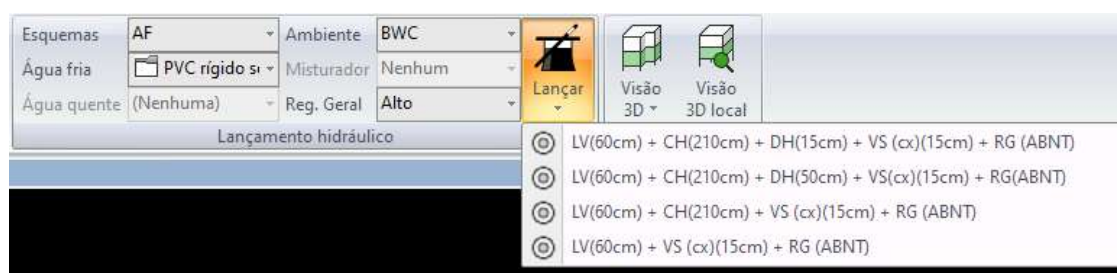 Esquemas AF Ambiente BWC
Água fria PVC rígido s Misturador Nenhum
Água quente (Nenhuma) Reg. Geral Alto
Lançamento hidráulico
Lançar
Visão 3D
Visão 3D local
LV(60cm) + CH(210cm) + DH(15cm) + VS (cx)(15cm) + RG (ABNT)
LV(60cm) + CH(210cm) + DH(50cm) + VS(cx)(15cm) + RG(ABNT)
LV(60cm) + CH(210cm) + VS (cx)(15cm) + RG (ABNT)
LV(60cm) + VS (cx)(15cm) + RG (ABNT)